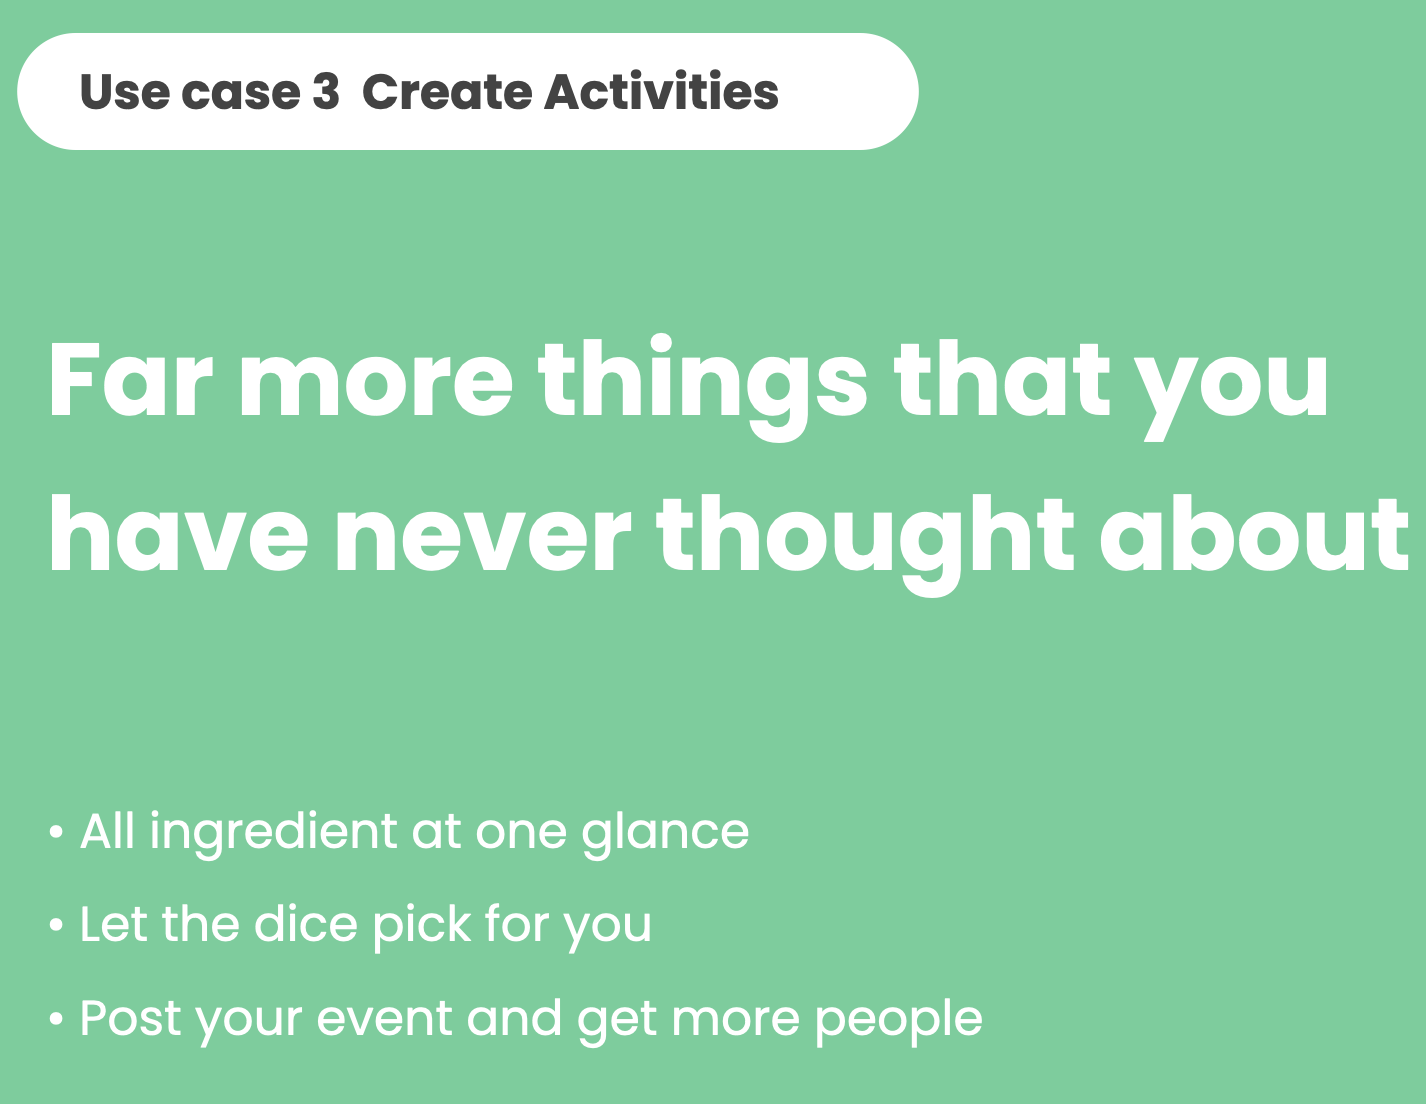 Use case 3  Create Activities
Far more things that you
have never thought about
• All ingredient at one glance
• Let the dice pick for you
• Post your event and get more people